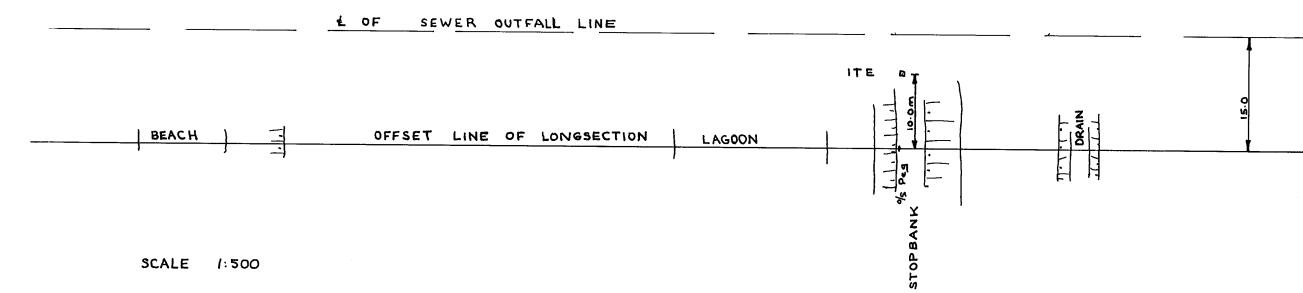 ℄ OF SEWER OUTFALL LINE
ITE
10.0m
15.0
BEACH
OFFSET LINE OF LONGSECTION
LAGOON
DRAIN
o/s Peg
STOPBANK
SCALE 1:500